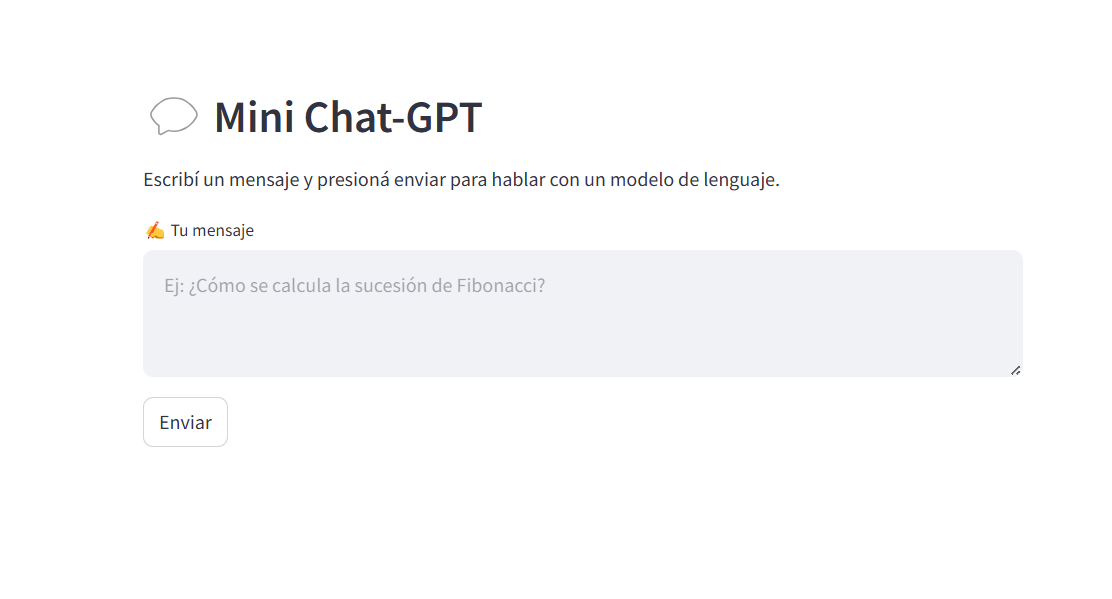 Mini Chat-GPT
Escribí un mensaje y presioná enviar para hablar con un modelo de lenguaje.
Tu mensaje
Ej: ¿Cómo se calcula la sucesión de Fibonacci?
Enviar